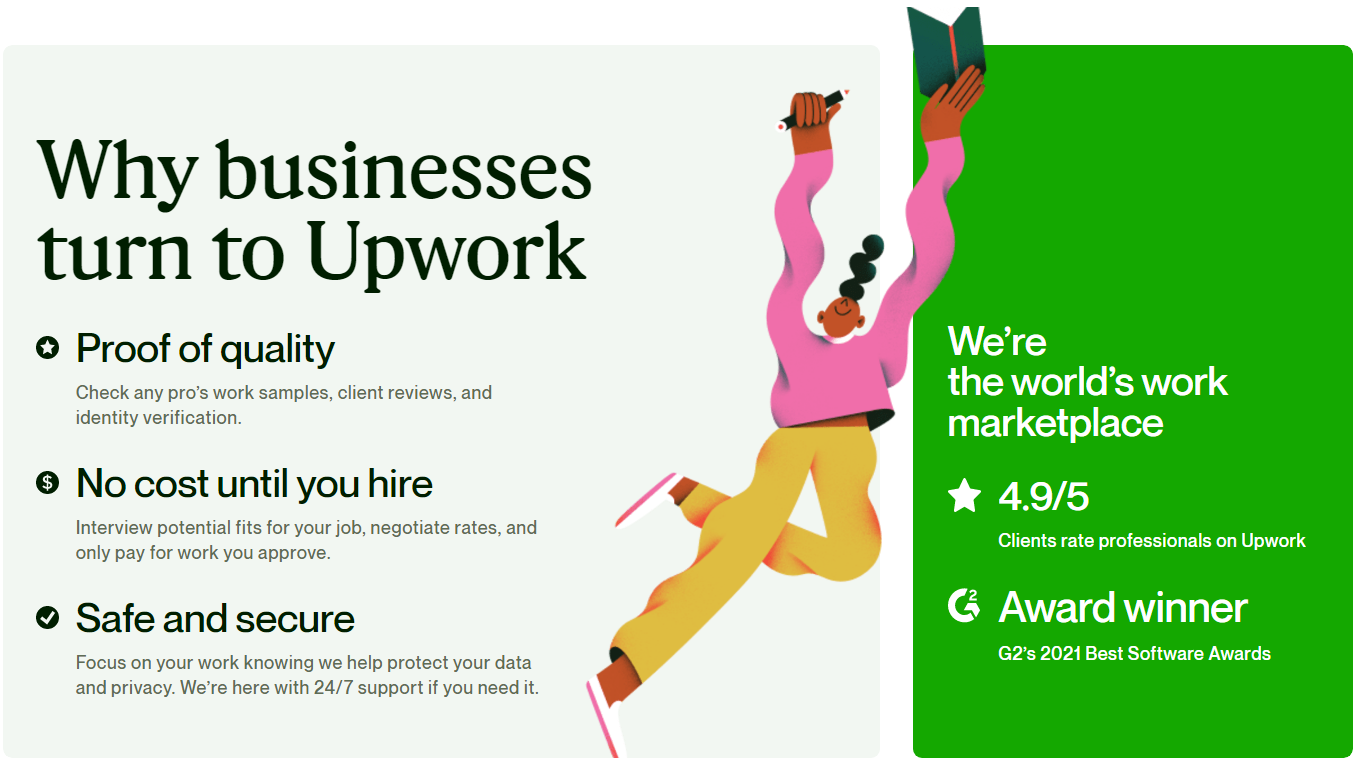 Why businesses
turn to Upwork
Proof of quality
Check any pro’s work samples, client reviews, and
identity verification.
$
No cost until you hire
Interview potential fits for your job, negotiate rates, and
only pay for work you approve.
Safe and secure
Focus on your work knowing we help protect your data
and privacy. We’re here with 24/7 support if you need it.
We’re
the world’s work
marketplace
4.9/5
Clients rate professionals on Upwork
G2
Award winner
G2’s 2021 Best Software Awards